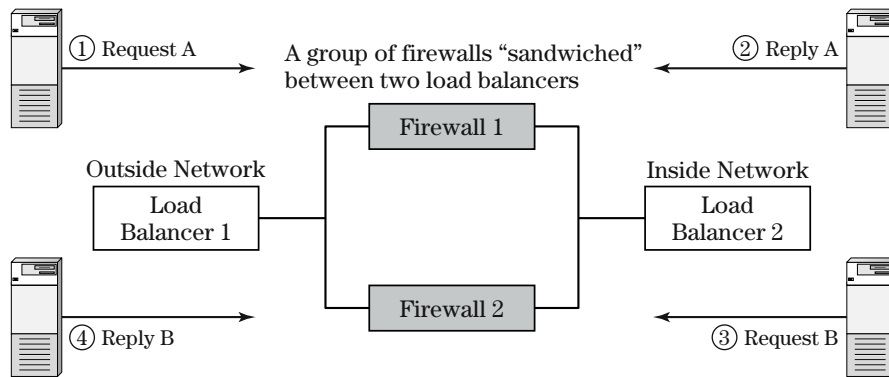 ① Request A
A group of firewalls “sandwiched”
between two load balancers
② Reply A
Firewall 1
Outside Network
Load
Balancer 1
Inside Network
Load
Balancer 2
Firewall 2
④ Reply B
③ Request B